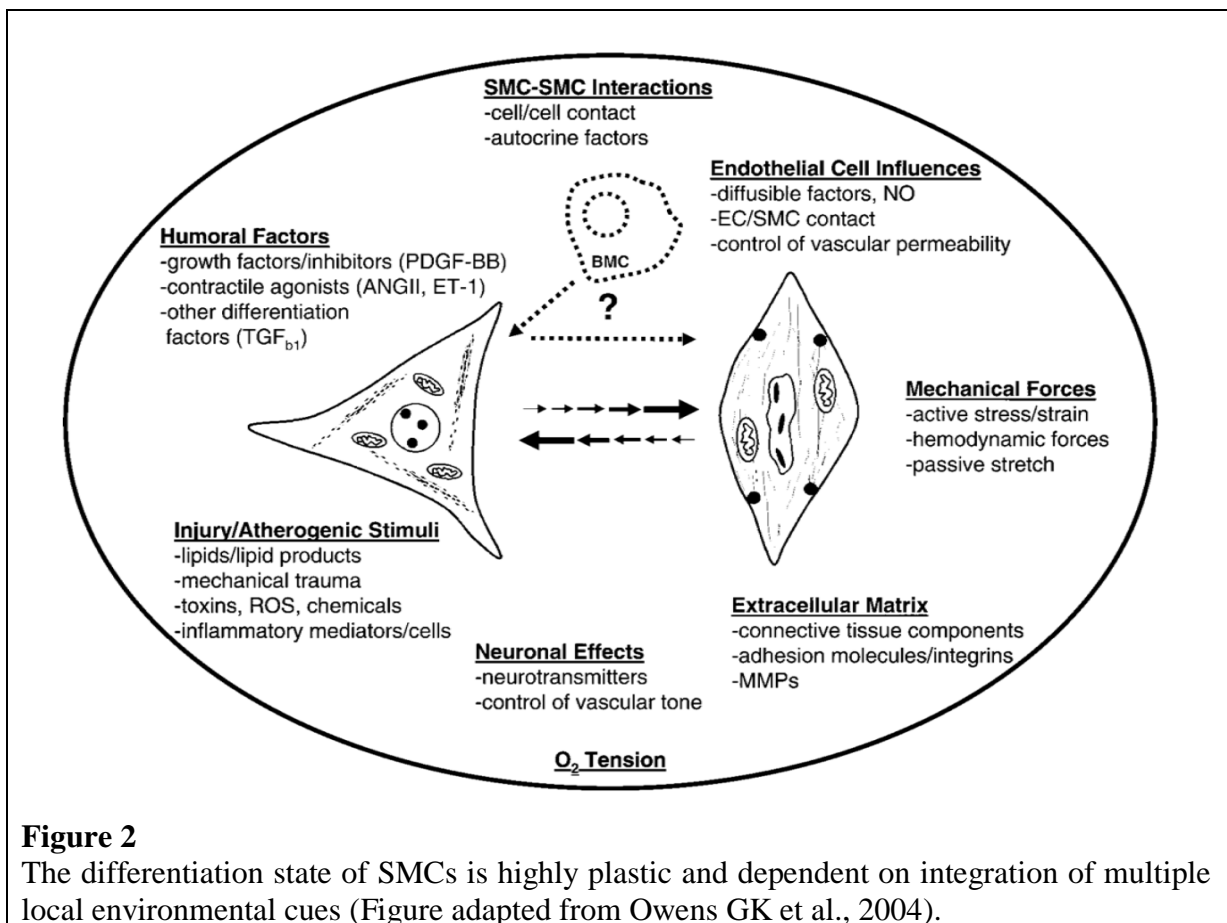 SMC-SMC Interactions
-cell/cell contact
-autocrine factors
Endothelial Cell Influences
-diffusible factors, NO
-EC/SMC contact
-control of vascular permeability
Humoral Factors
-growth factors/inhibitors (PDGF-BB)
-contractile agonists (ANGII, ET-1)
-other differentiation
factors (TGFb1)
BMC
?
Mechanical Forces
-active stress/strain
-hemodynamic forces
-passive stretch
Injury/Atherogenic Stimuli
-lipids/lipid products
-mechanical trauma
-toxins, ROS, chemicals
-inflammatory mediators/cells
Extracellular Matrix
-connective tissue components
-adhesion molecules/integrins
-MMPs
Neuronal Effects
-neurotransmitters
-control of vascular tone
O2 Tension
Figure 2
The differentiation state of SMCs is highly plastic and dependent on integration of multiple
local environmental cues (Figure adapted from Owens GK et al., 2004).